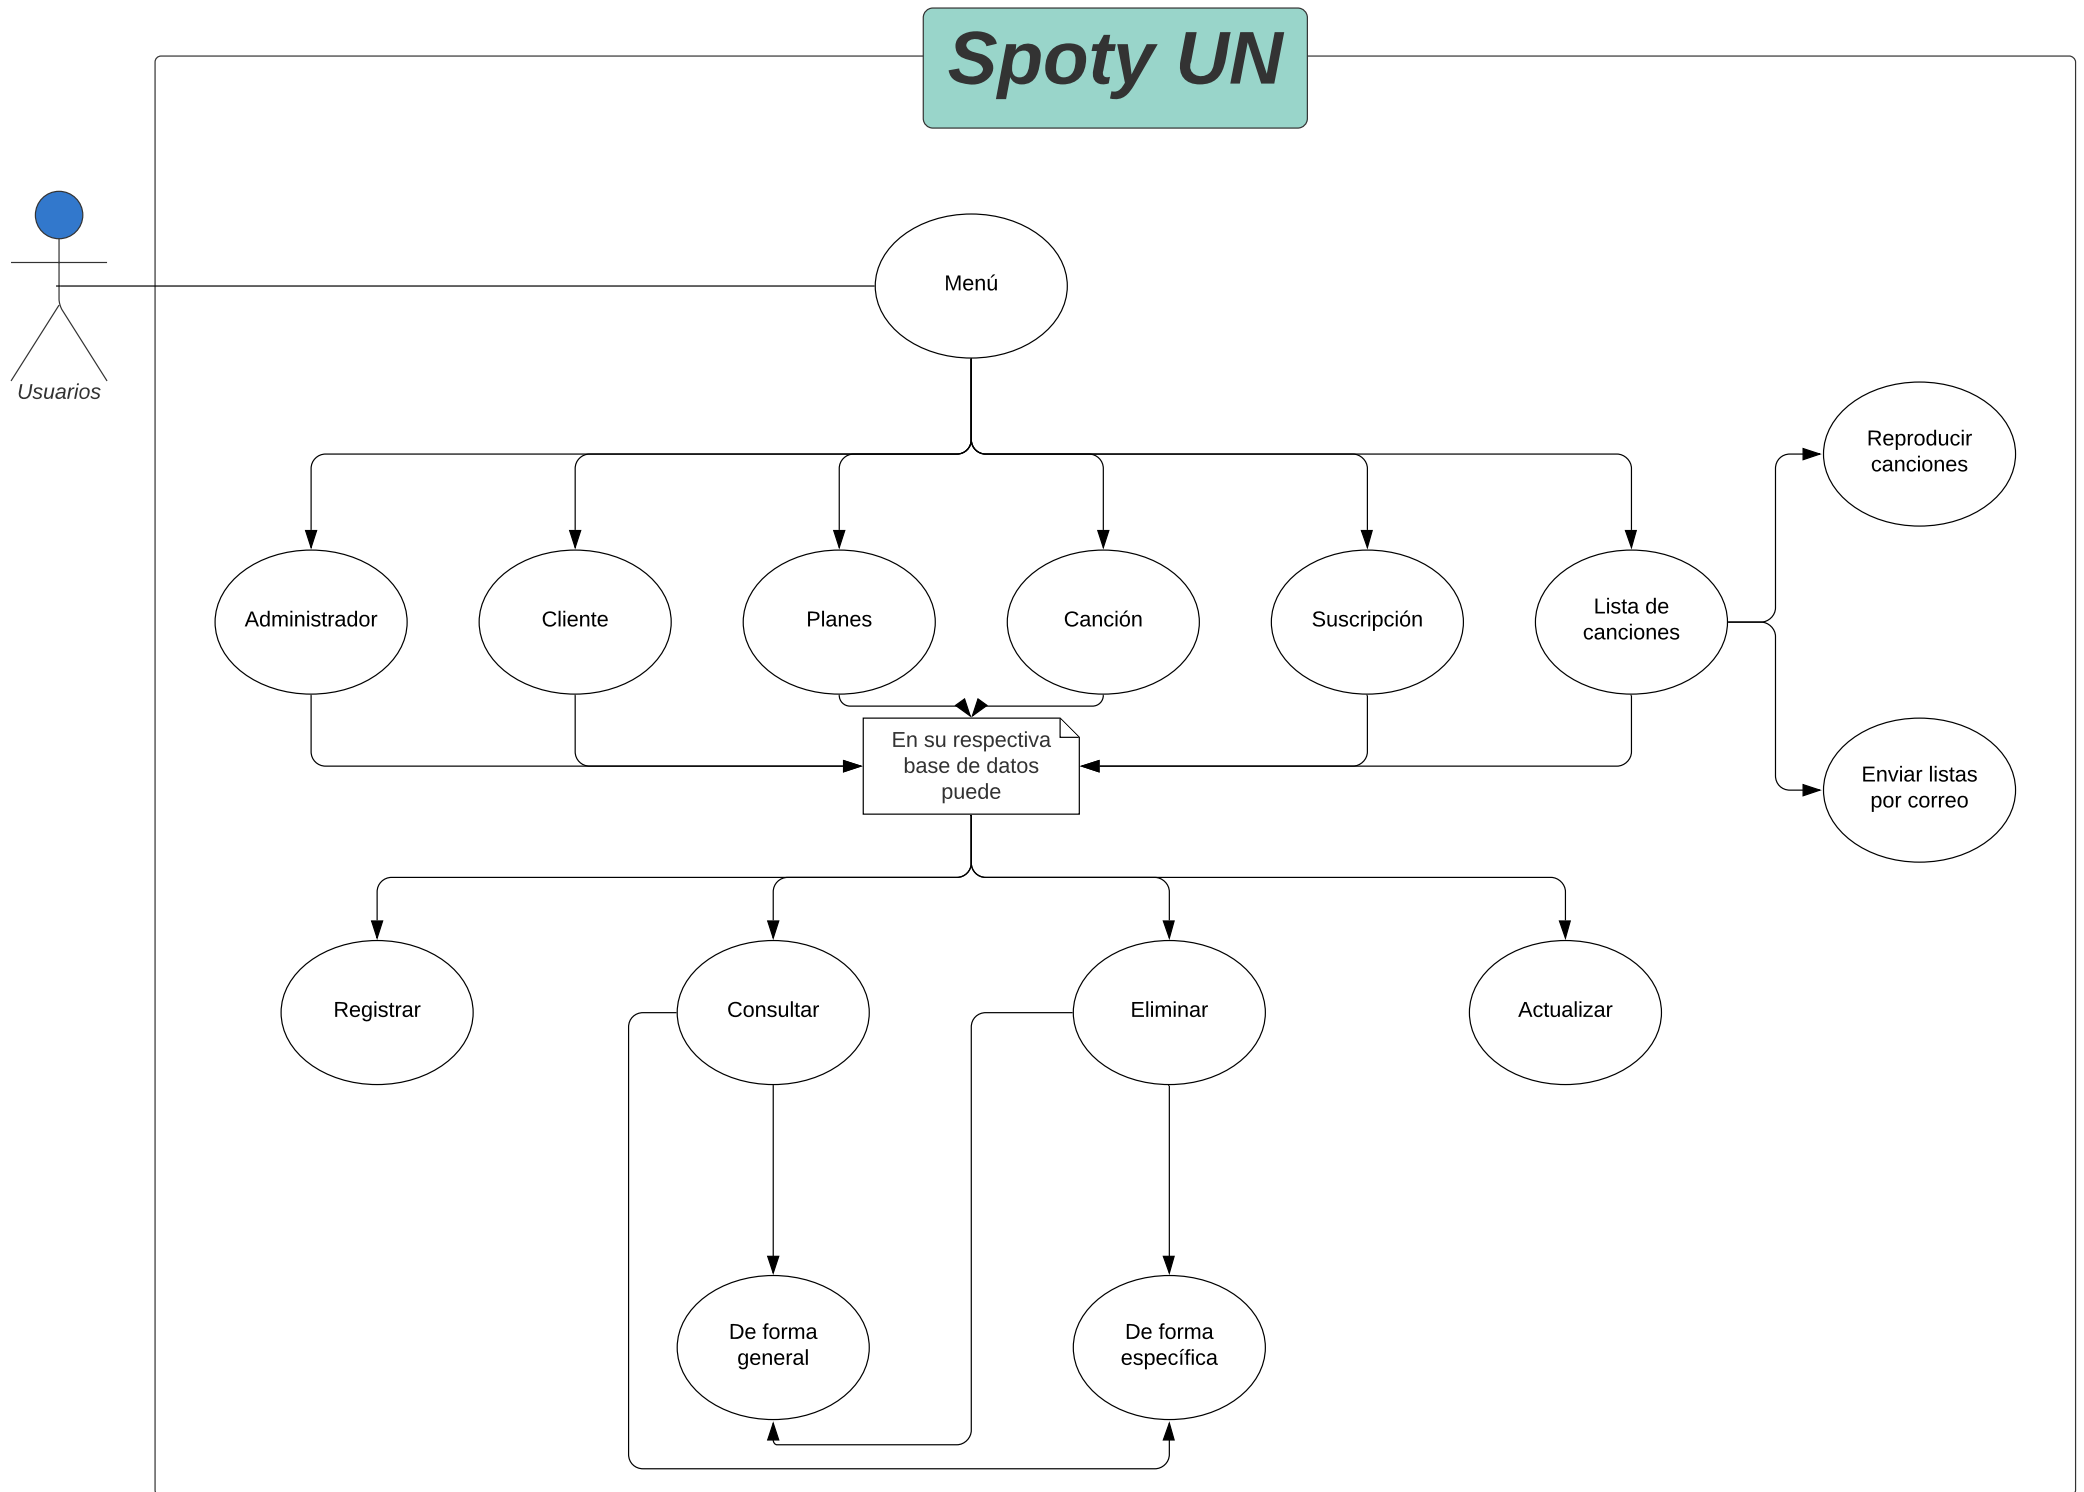 Spoty UN
Usuarios
Menú
Reproducir
canciones
Administrador
Cliente
Planes
Canción
Suscripción
Lista de
canciones
En su respectiva
base de datos
puede
Enviar listas
por correo
Registrar
Consultar
Eliminar
Actualizar
De forma
general
De forma
específica